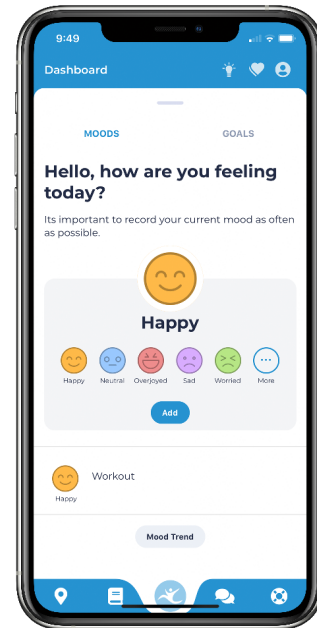 9:49
Dashboard
MOODS GOALS
Hello, how are you feeling
today?
Its important to record your current mood as often
as possible.
Happy
Happy Neutral Overjoyed Sad Worried More
Add
Workout
Happy
Mood Trend